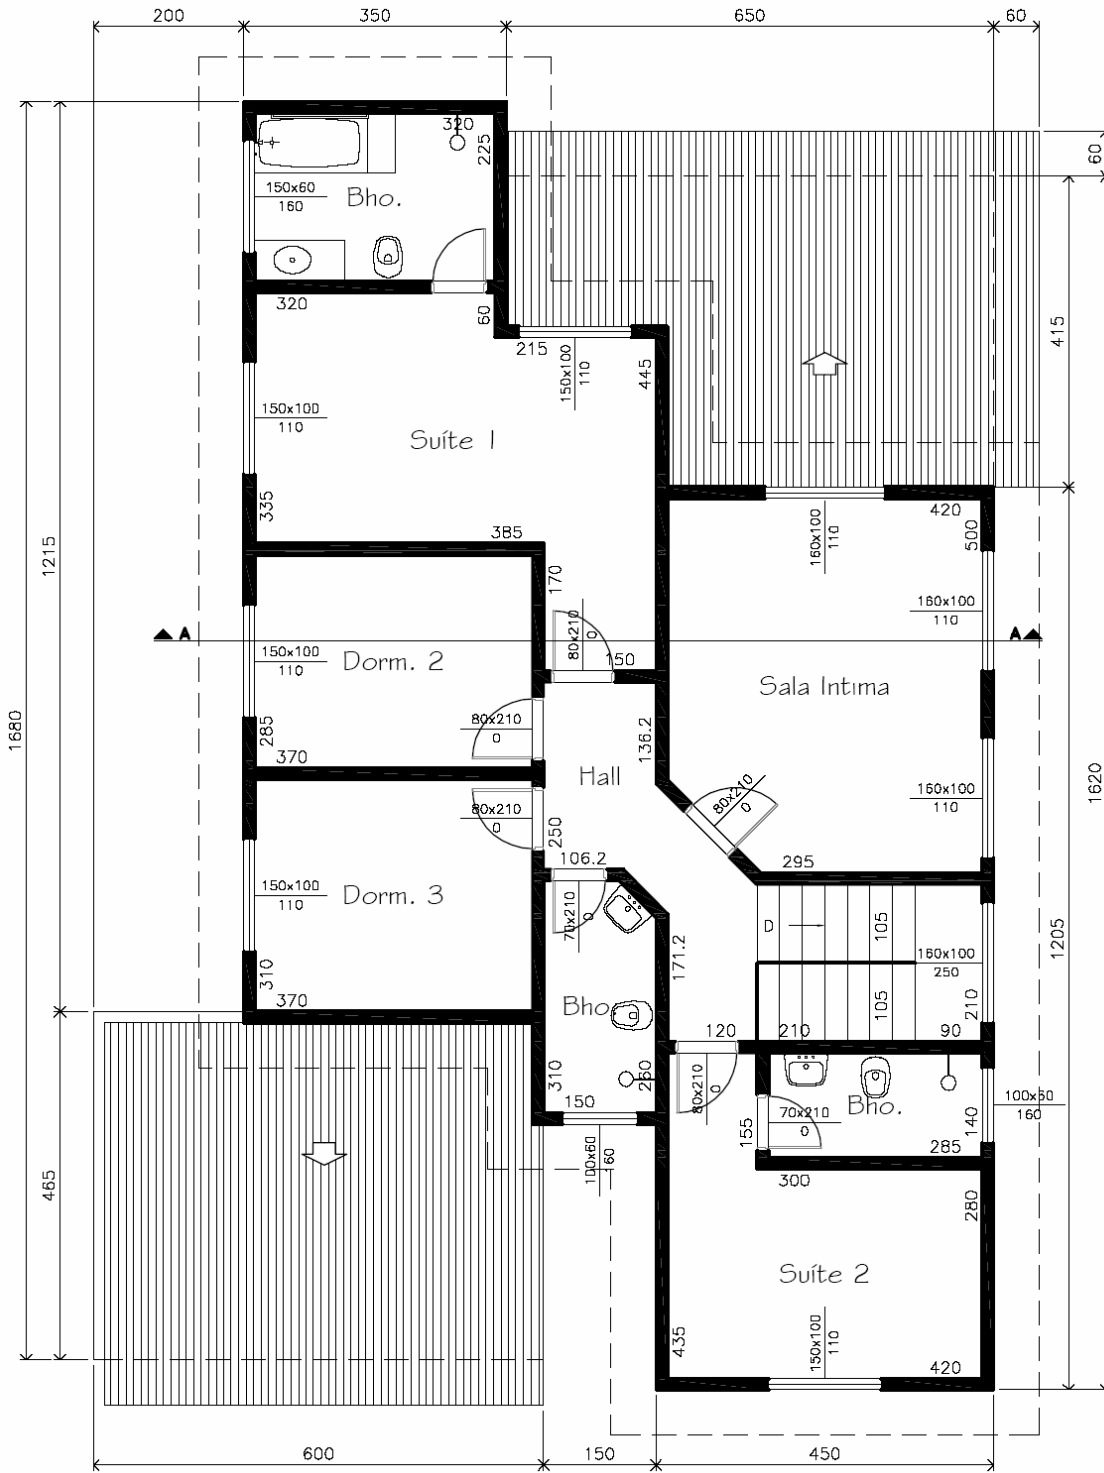 200
350
650
60
320
225
60
150x60
160
Bho.
320
60
215
150x100
110
445
415
150x100
110
Suíte 1
335
385
160x100
110
420
500
1215
170
160x100
110
A
80x210
0
A
150x100
110
Dorm. 2
150
Sala Intima
1680
285
370
80x210
0
136.2
Hall
160x100
110
1620
80x210
0
80x210
0
250
106.2
295
150x100
110
Dorm. 3
70x210
0
D
105
171.2
160x100
250
1205
310
370
Bho.
105
210
120
210
90
310
260
150
80x210
0
155
70x210
0
Bho.
140
100x60
160
285
100x60
160
300
465
280
Suíte 2
435
150x100
110
420
600
150
450